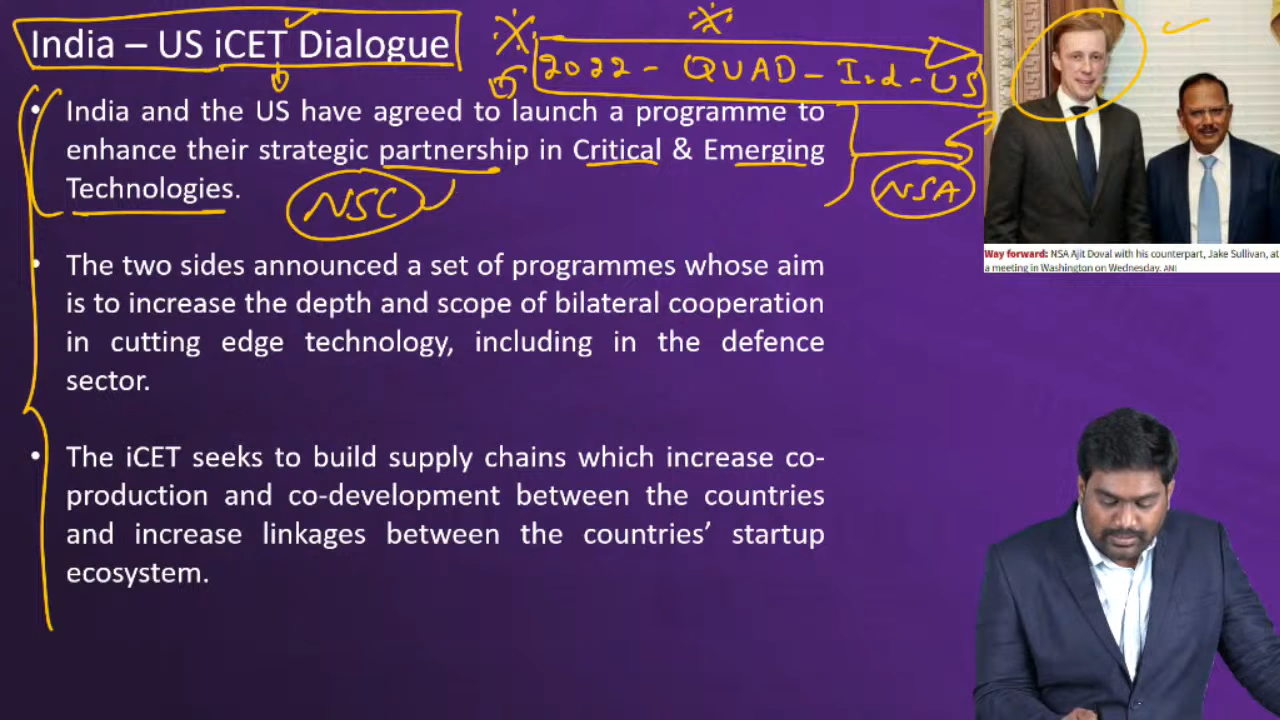 India – US iCET Dialogue
2022 - QUAD - Ind - US
• India and the US have agreed to launch a programme to
enhance their strategic partnership in Critical & Emerging
Technologies.
NSC
NSA
Way forward: NSA Ajit Doval with his counterpart, Jake Sullivan, at
a meeting in Washington on Wednesday. ANI
• The two sides announced a set of programmes whose aim
is to increase the depth and scope of bilateral cooperation
in cutting edge technology, including in the defence
sector.
• The iCET seeks to build supply chains which increase co-
production and co-development between the countries
and increase linkages between the countries’ startup
ecosystem.